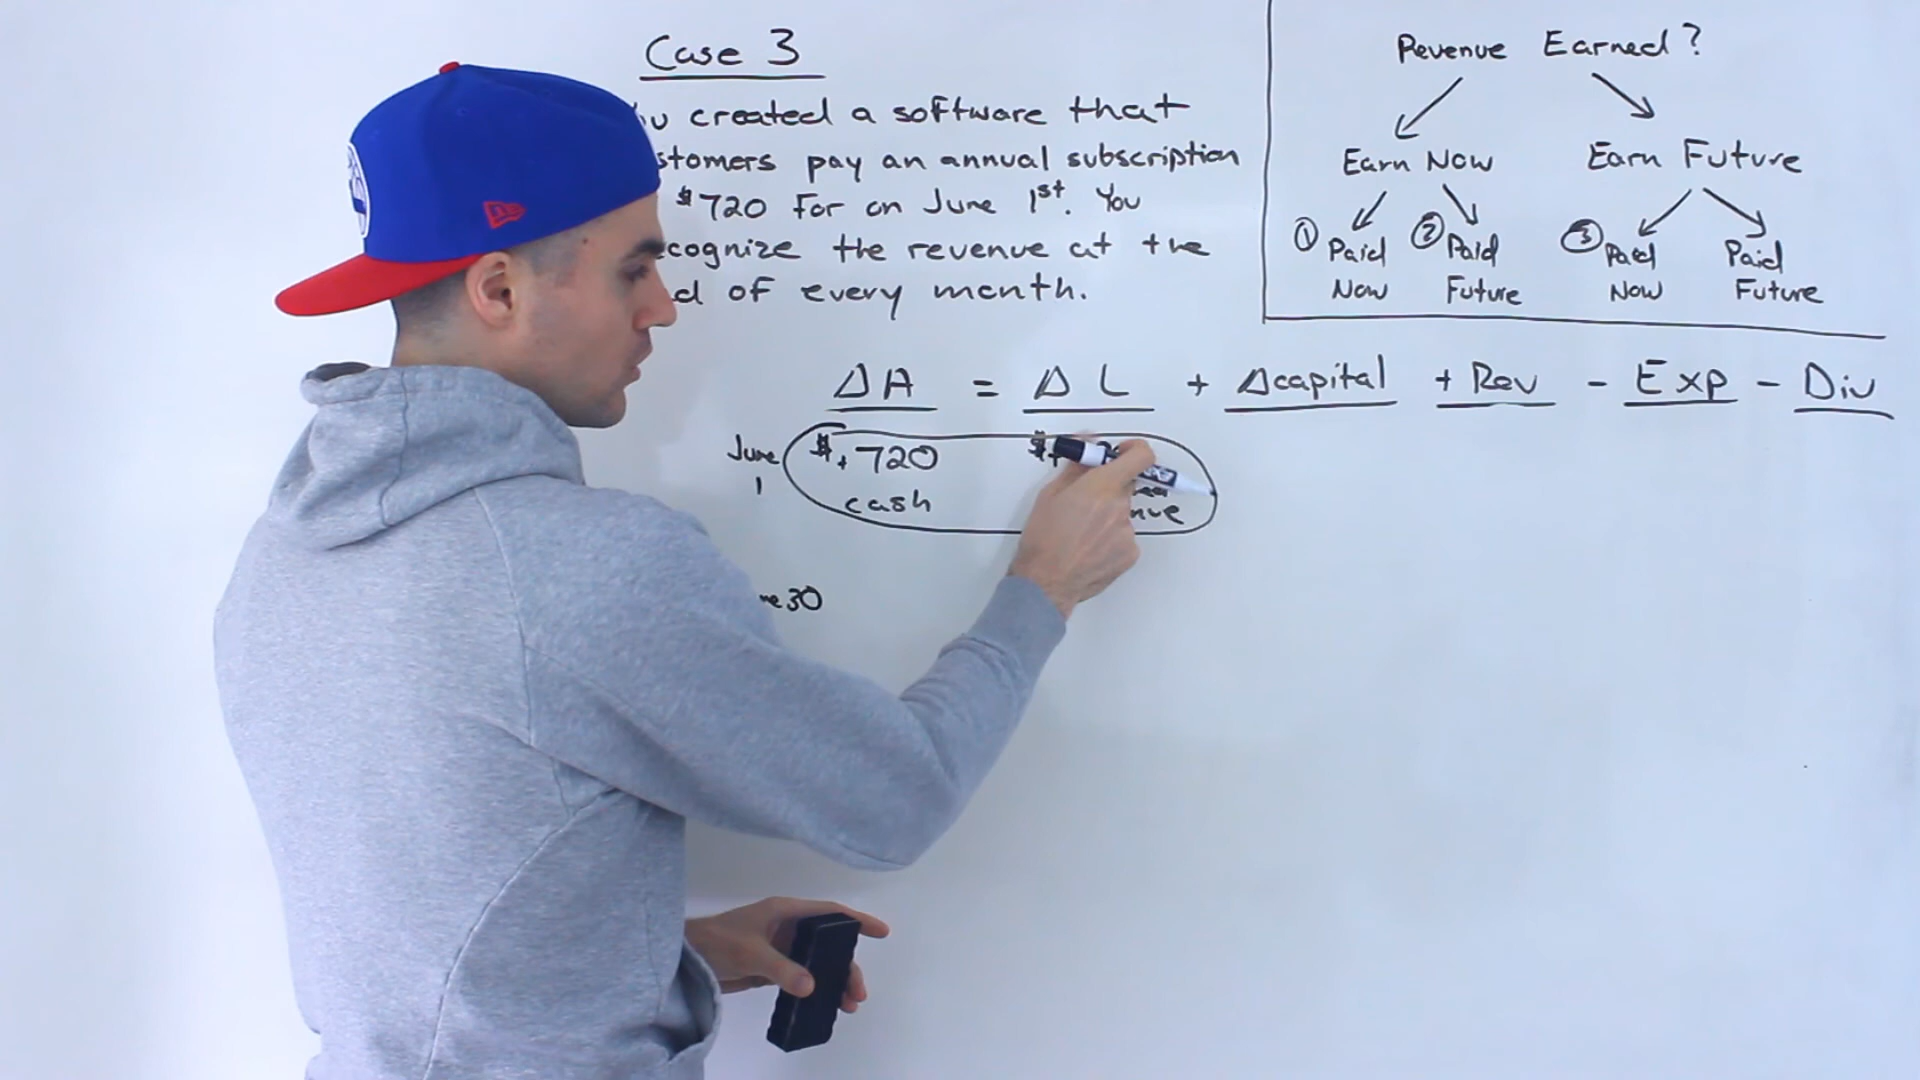 Case 3
created a software that
stomers pay an annual subscription
$720 for on June 1st. You
cognize the revenue at the
d of every month.
Revenue Earned?
Earn Now Earn Future
① Paid Now ② Paid Future ③ Paid Now Paid Future
ΔA = ΔL + Δcapital + Rev - Exp - Div
June 1 $+720
cash
30